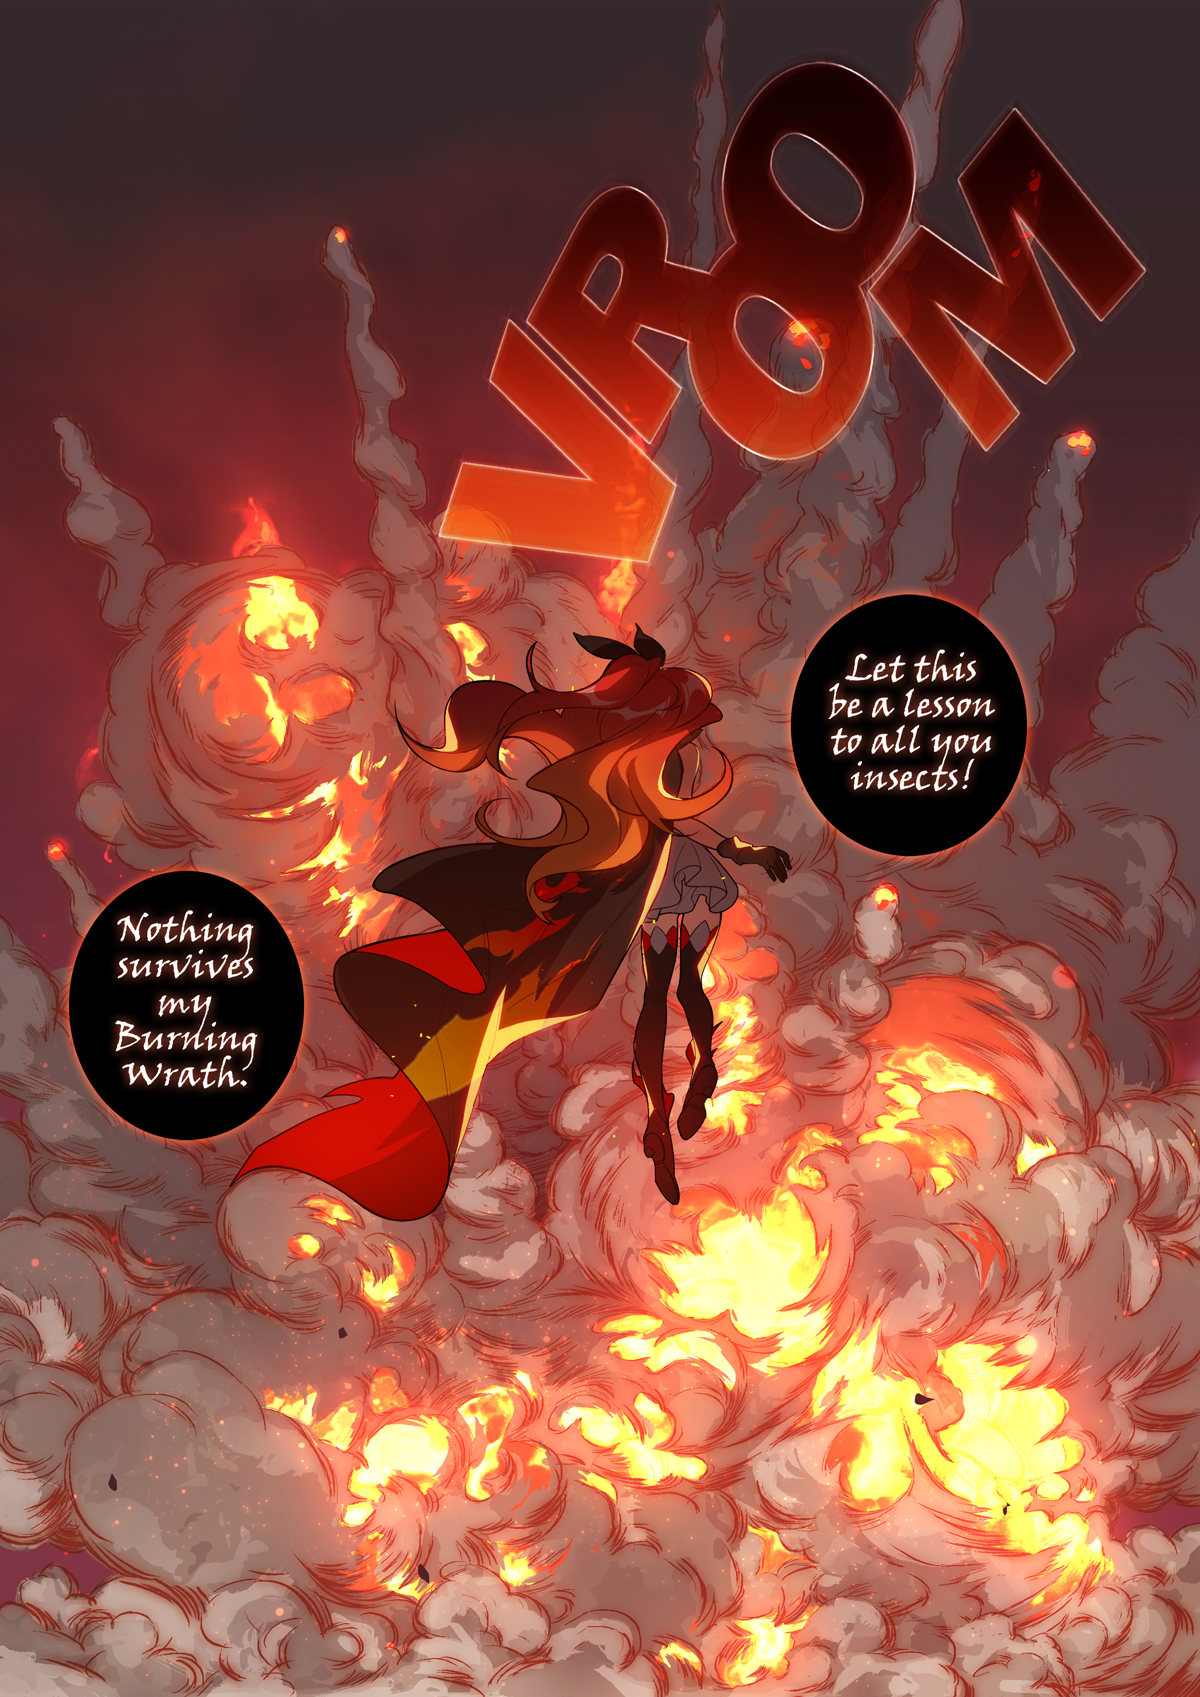 VROOM
Let this
be a lesson
to all you
insects!
Nothing
survives
my
Burning
Wrath.